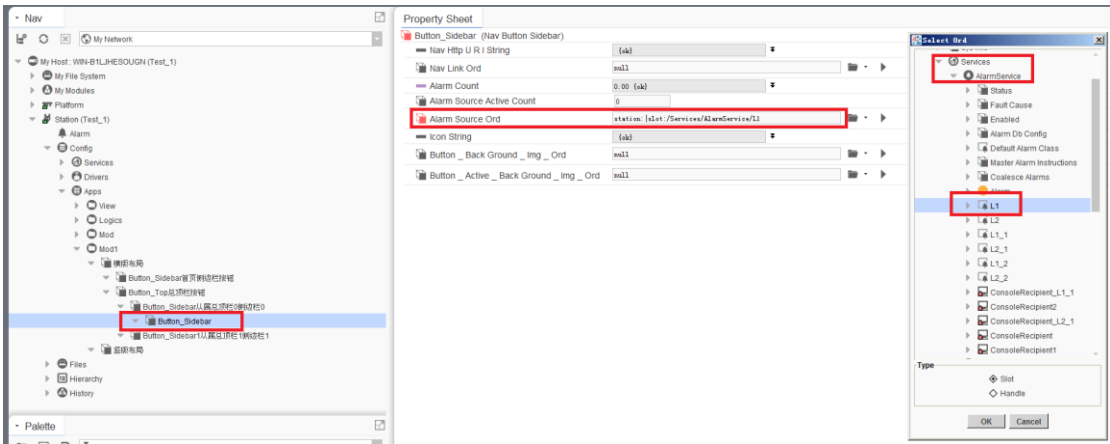 Nav
My Network
My Host : WIN-B1LJHESOUGN (Test_1)
My File System
My Modules
Platform
Station (Test_1)
Alarm
Config
Services
Drivers
Apps
View
Logics
Mod
Mod1
横版布局
Button_Sidebar首页侧边栏按钮
Button_Top总顶栏按钮
Button_Sidebar从属总顶栏0侧边栏0
Button_Sidebar
Button_Sidebar1从属总顶栏1侧边栏1
竖版布局
Files
Hierarchy
History
Palette
Property Sheet
Button_Sidebar (Nav Button Sidebar)
Nav Http U R I String {ok}
Nav Link Ord null
Alarm Count 0.00 {ok}
Alarm Source Active Count 0
Alarm Source Ord station:|slot:/Services/AlarmService/L1
Icon String {ok}
Button _ Back Ground _ Img _ Ord null
Button _ Active _ Back Ground _ Img _ Ord null
Select Ord
Services
AlarmService
Status
Fault Cause
Enabled
Alarm Db Config
Default Alarm Class
Master Alarm Instructions
Coalesce Alarms
Alarm
L1
L2
L1_1
L2_1
L1_2
L2_2
ConsoleRecipient_L1_1
ConsoleRecipient2
ConsoleRecipient_L2_1
ConsoleRecipient
ConsoleRecipient1
Type
Slot
Handle
OK Cancel